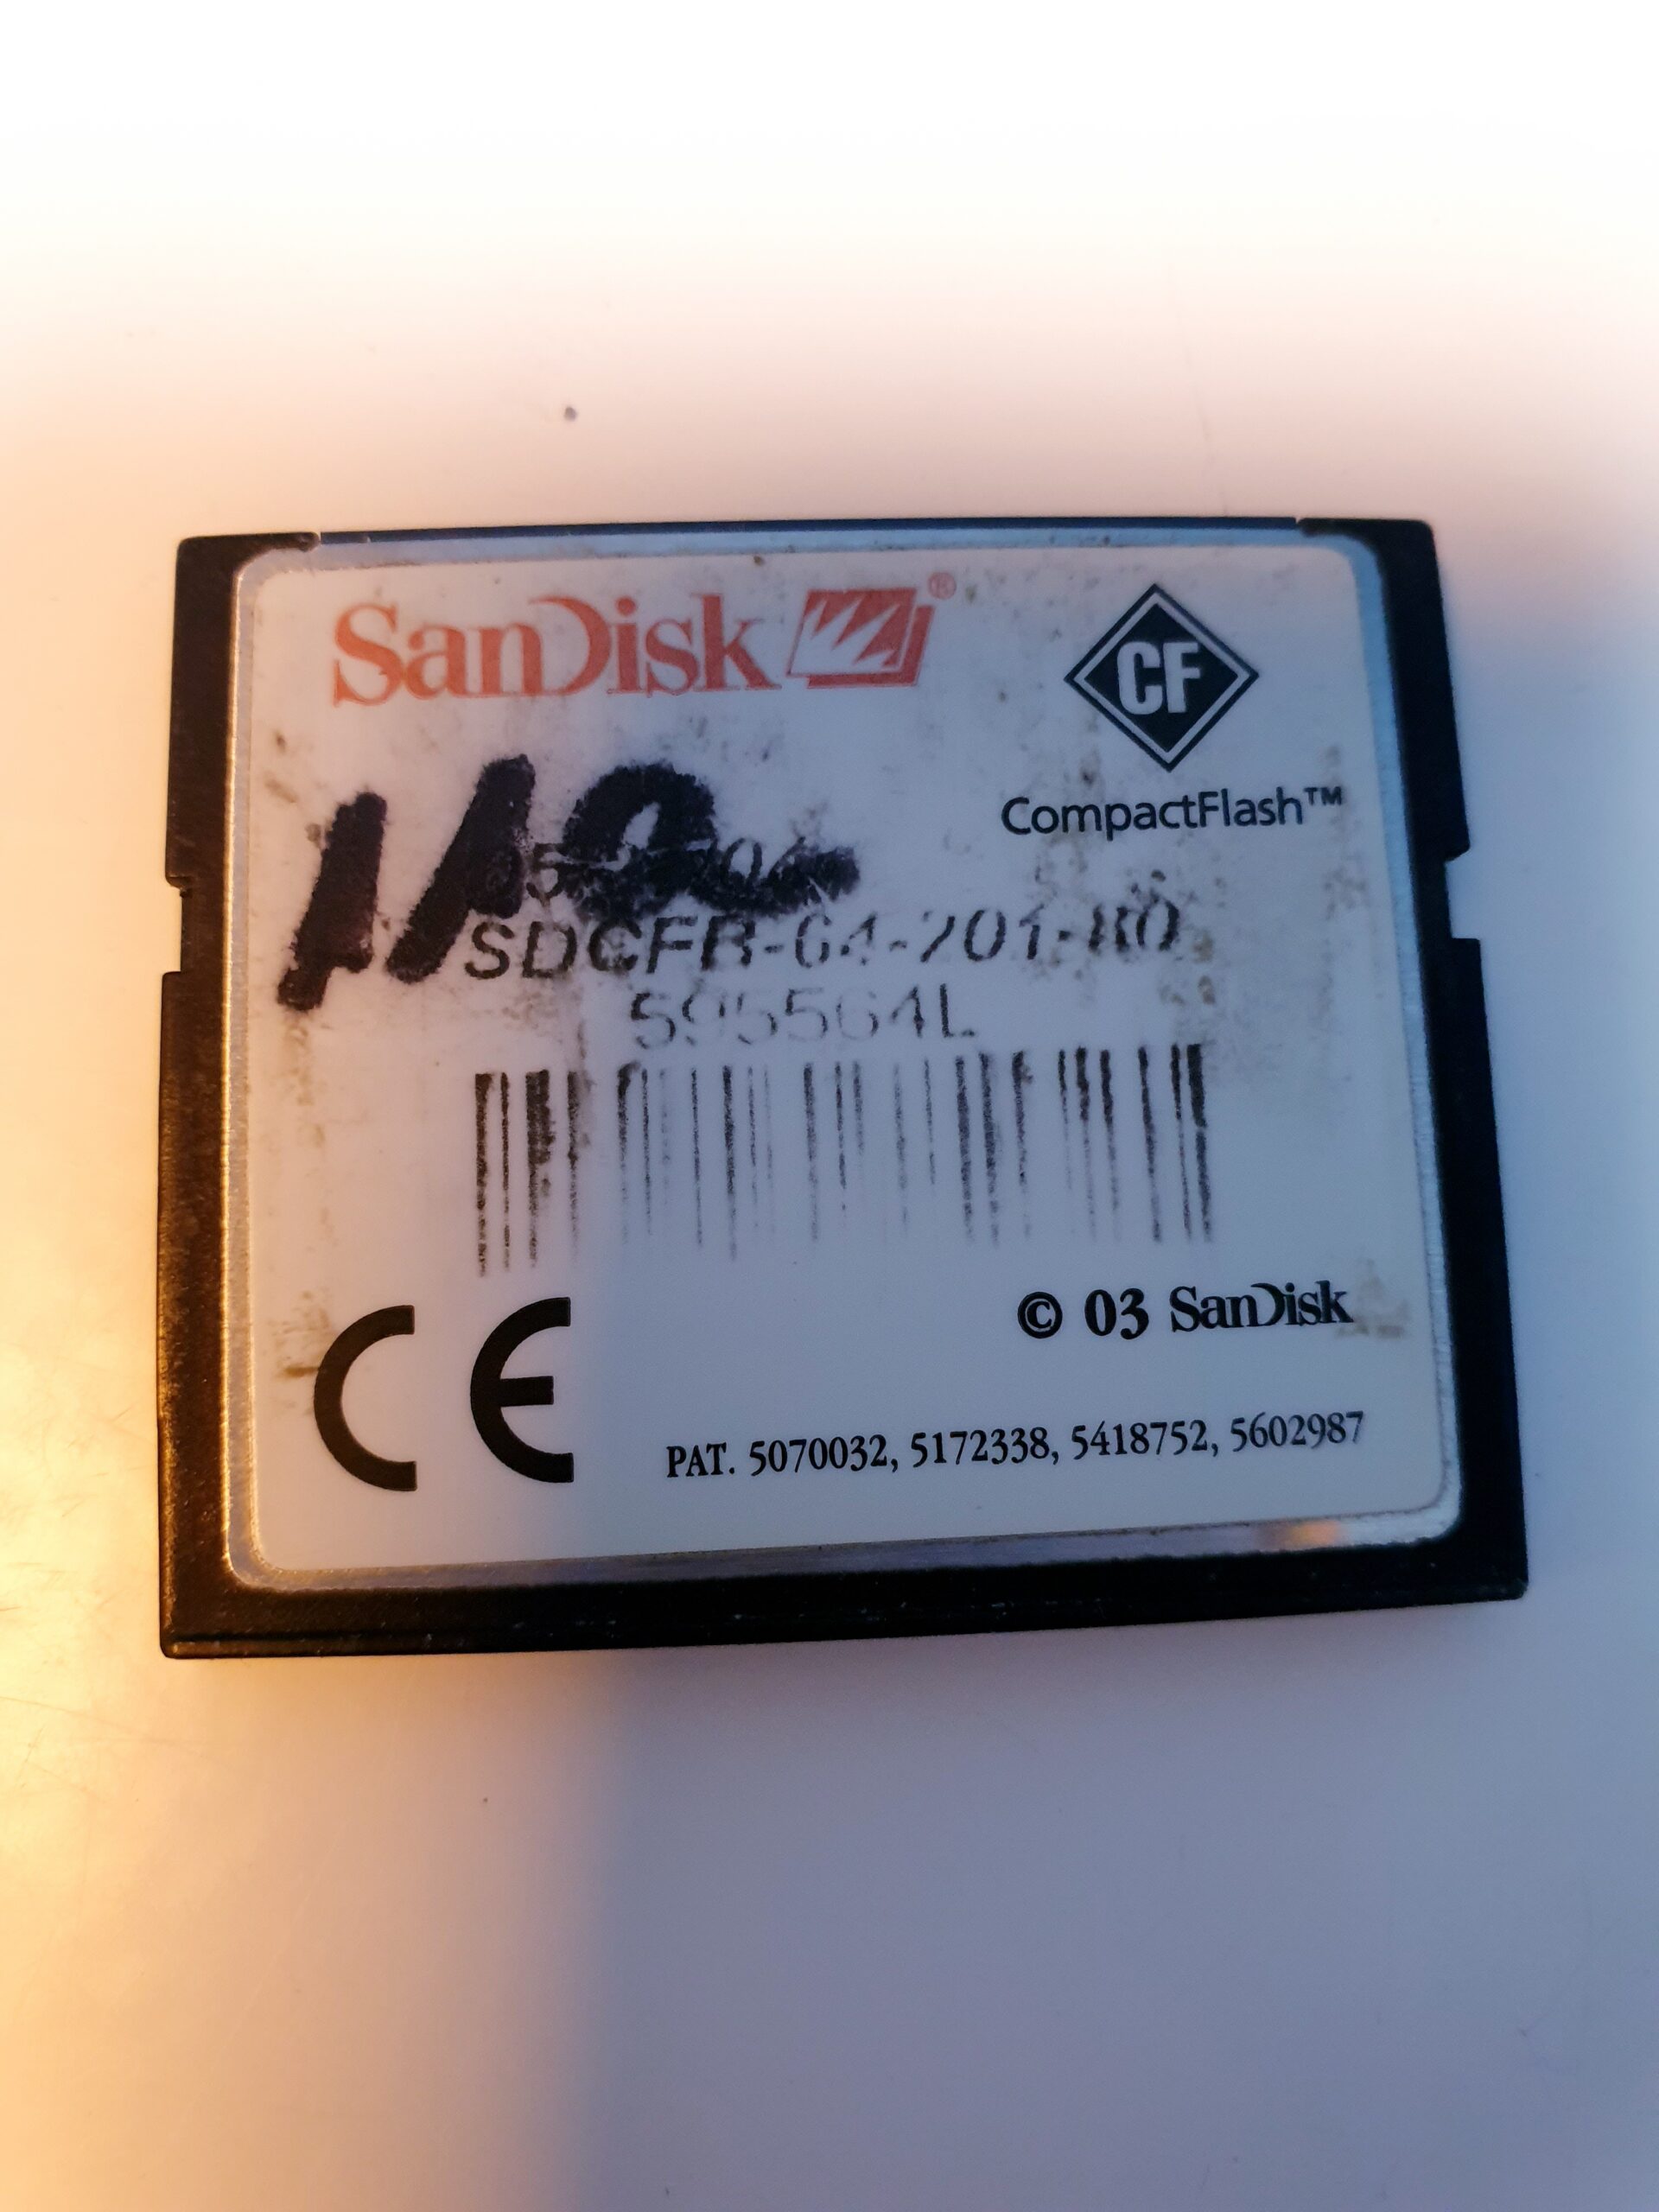 SanDisk ®
CF
CompactFlash™
SDCFB-64-201-80
595564L
© 03 SanDisk
CE
PAT. 5070032, 5172338, 5418752, 5602987